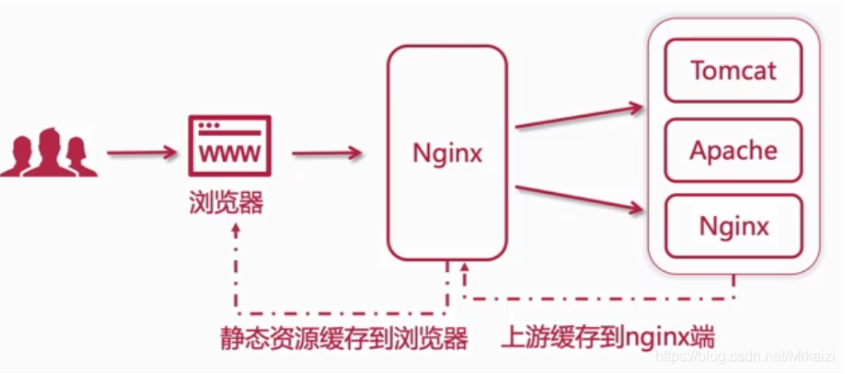 Tomcat
WWW
Nginx
Apache
浏览器
Nginx
静态资源缓存到浏览器
上游缓存到nginx端
https://blog.csdn.net/Mrkaizi